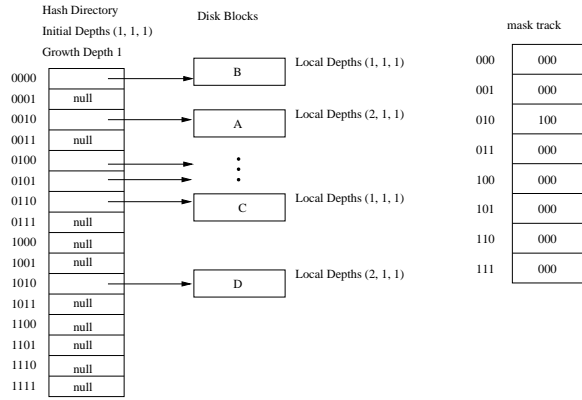 Hash Directory
Initial Depths (1, 1, 1)
Growth Depth 1
Disk Blocks
mask track
0000
B
Local Depths (1, 1, 1)
0001 null
0010
A
Local Depths (2, 1, 1)
0011 null
0100
0101
0110
C
Local Depths (1, 1, 1)
0111 null
1000 null
1001 null
1010
D
Local Depths (2, 1, 1)
1011 null
1100 null
1101 null
1110 null
1111 null
000 000
001 000
010 100
011 000
100 000
101 000
110 000
111 000